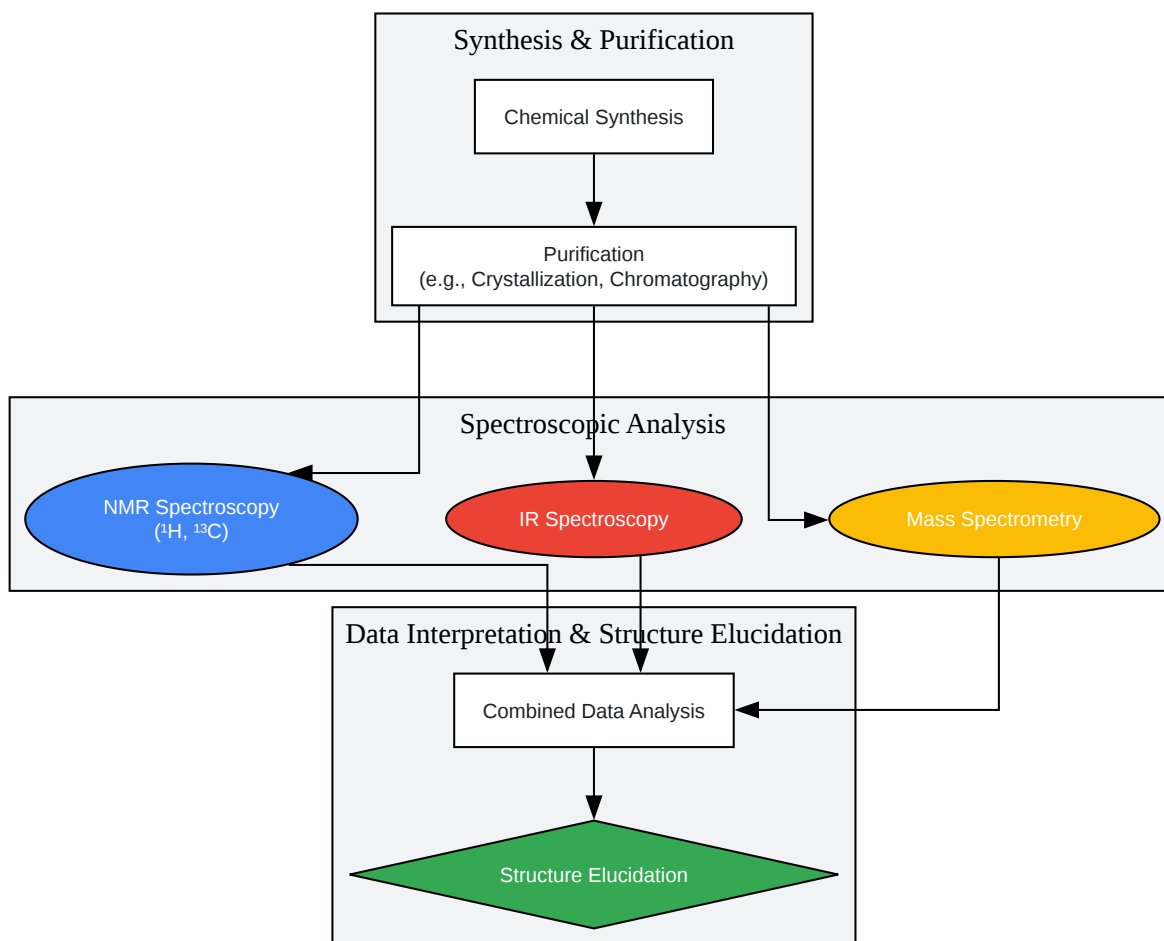 Synthesis & Purification
Chemical Synthesis
Purification
(e.g., Crystallization, Chromatography)
Spectroscopic Analysis
NMR Spectroscopy
(¹H, ¹³C)
IR Spectroscopy
Mass Spectrometry
Data Interpretation & Structure Elucidation
Combined Data Analysis
Structure Elucidation